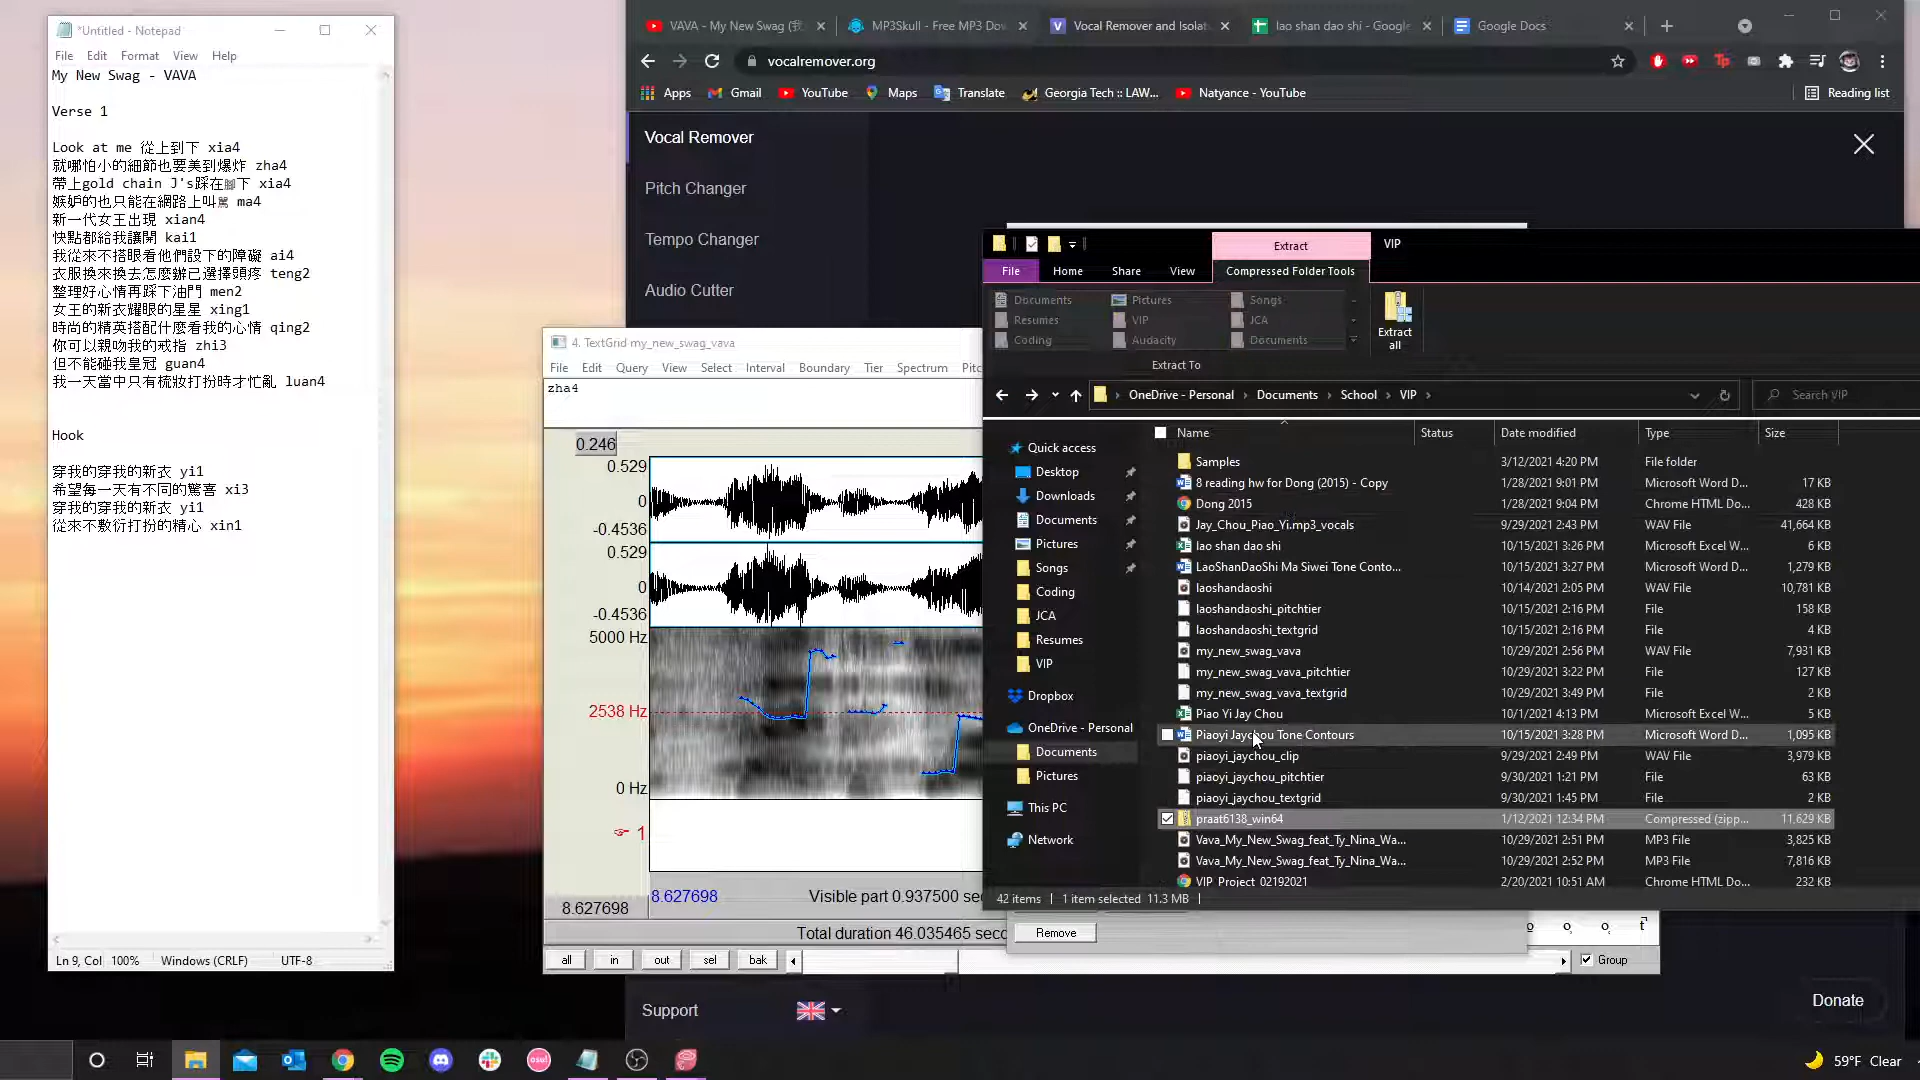 *Untitled - Notepad
File Edit Format View Help
My New Swag - VAVA
Verse 1
Look at me 從上到下 xia4
就哪怕小的細節也要美到爆炸 zha4
帶上gold chain J's踩在腳下 xia4
嫉妒的也只能在網路上叫罵 ma4
新一代女王出現 xian4
快點都給我讓開 kai1
我從來不搭眼看他們設下的障礙 ai4
衣服換來換去怎麼辦已選擇頭疼 teng2
整理好心情再踩下油門 men2
女王的新衣耀眼的星星 xing1
時尚的精英搭配什麼看我的心情 qing2
你可以親吻我的戒指 zhi3
但不能碰我皇冠 guan4
我一天當中只有梳妝打扮時才忙亂 luan4
Hook
穿我的穿我的新衣 yi1
希望每一天有不同的驚喜 xi3
穿我的穿我的新衣 yi1
從來不敷衍打扮的精心 xin1
Ln 9, Col 100% Windows (CRLF) UTF-8
VAVA - My New Swag (我
MP3Skull - Free MP3 Dov
Vocal Remover and Isolat
lao shan dao shi - Google
Google Docs
vocalremover.org
Apps Gmail YouTube Maps Translate Georgia Tech :: LAW... Natyance - YouTube Reading list
Vocal Remover
Pitch Changer
Tempo Changer
Audio Cutter
Support
Donate
4. TextGrid my_new_swag_vava
File Edit Query View Select Interval Boundary Tier Spectrum Pitc
zha4
0.246
0.529
0
-0.4536
0.529
0
-0.4536
5000 Hz
2538 Hz
0 Hz
1
8.627698 Visible part 0.937500 sec
8.627698
Total duration 46.035465 secc
all in out sel bak
Group
Remove
Extract VIP
File Home Share View Compressed Folder Tools
Documents Pictures Songs
Resumes VIP JCA
Coding Audacity Documents
Extract To
Extract all
OneDrive - Personal Documents School VIP
Search VIP
Name Status Date modified Type Size
Quick access
Desktop
Downloads
Documents
Pictures
Songs
Coding
JCA
Resumes
VIP
Dropbox
OneDrive - Personal
Documents
Pictures
This PC
Network
Samples 3/12/2021 4:20 PM File folder
8 reading hw for Dong (2015) - Copy 1/28/2021 9:01 PM Microsoft Word D... 17 KB
Dong 2015 1/28/2021 9:04 PM Chrome HTML Do... 428 KB
Jay_Chou_Piao_Yi.mp3_vocals 9/29/2021 2:43 PM WAV File 41,664 KB
lao shan dao shi 10/15/2021 3:26 PM Microsoft Excel W... 6 KB
LaoShanDaoShi Ma Siwei Tone Conto... 10/15/2021 3:27 PM Microsoft Word D... 1,279 KB
laoshandaoshi 10/14/2021 2:05 PM WAV File 10,781 KB
laoshandaoshi_pitchtier 10/15/2021 2:16 PM File 158 KB
laoshandaoshi_textgrid 10/15/2021 2:16 PM File 4 KB
my_new_swag_vava 10/29/2021 2:56 PM WAV File 7,931 KB
my_new_swag_vava_pitchtier 10/29/2021 3:22 PM File 127 KB
my_new_swag_vava_textgrid 10/29/2021 3:49 PM File 2 KB
Piao Yi Jay Chou 10/1/2021 4:13 PM Microsoft Excel W... 5 KB
Piaoyi Jaychou Tone Contours 10/15/2021 3:28 PM Microsoft Word D... 1,095 KB
piaoyi_jaychou_clip 9/29/2021 2:49 PM WAV File 3,979 KB
piaoyi_jaychou_pitchtier 9/30/2021 1:21 PM File 63 KB
piaoyi_jaychou_textgrid 9/30/2021 1:45 PM File 2 KB
praat6138_win64 1/12/2021 12:34 PM Compressed (zipp... 11,629 KB
Vava_My_New_Swag_feat_Ty_Nina_Wa... 10/29/2021 2:51 PM MP3 File 3,825 KB
Vava_My_New_Swag_feat_Ty_Nina_Wa... 10/29/2021 2:52 PM MP3 File 7,816 KB
VIP Project 02192021 2/20/2021 10:51 AM Chrome HTML Do... 232 KB
42 items 1 item selected 11.3 MB
osu!
59°F Clear